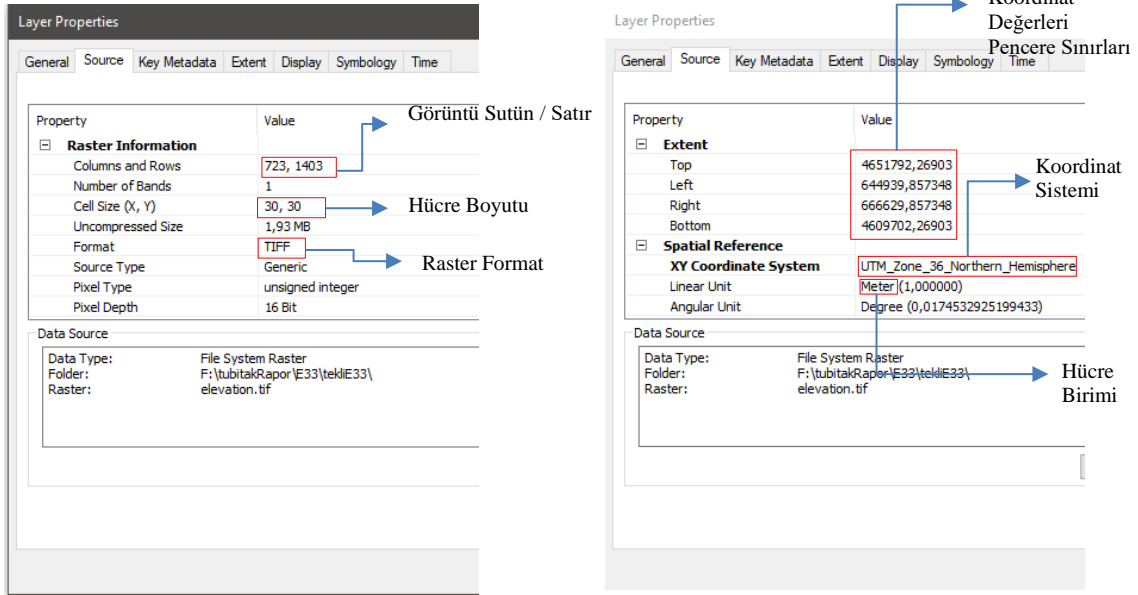 Layer Properties
General Source Key Metadata Extent Display Symbology Time
Property Value
Raster Information
Columns and Rows 723, 1403
Number of Bands 1
Cell Size (X, Y) 30, 30
Uncompressed Size 1,93 MB
Format TIFF
Source Type Generic
Pixel Type unsigned integer
Pixel Depth 16 Bit
Data Source
Data Type: File System Raster
Folder: F:\tubitakRapor\E33\tekliE33\
Raster: elevation.tif
Görüntü Sutün / Satır
Hücre Boyutu
Raster Format
Layer Properties
General Source Key Metadata Extent Display Symbology Time
Property Value
Extent
Top 4651792,26903
Left 644939,857348
Right 666629,857348
Bottom 4609702,26903
Spatial Reference
XY Coordinate System UTM_Zone_36_Northern_Hemisphere
Linear Unit Meter (1,000000)
Angular Unit Degree (0,0174532925199433)
Data Source
Data Type: File System Raster
Folder: F:\tubitakRapor\E33\tekliE33\
Raster: elevation.tif
Koordinat
Değerleri
Pencere Sınırları
Koordinat
Sistemi
Hücre
Birimi